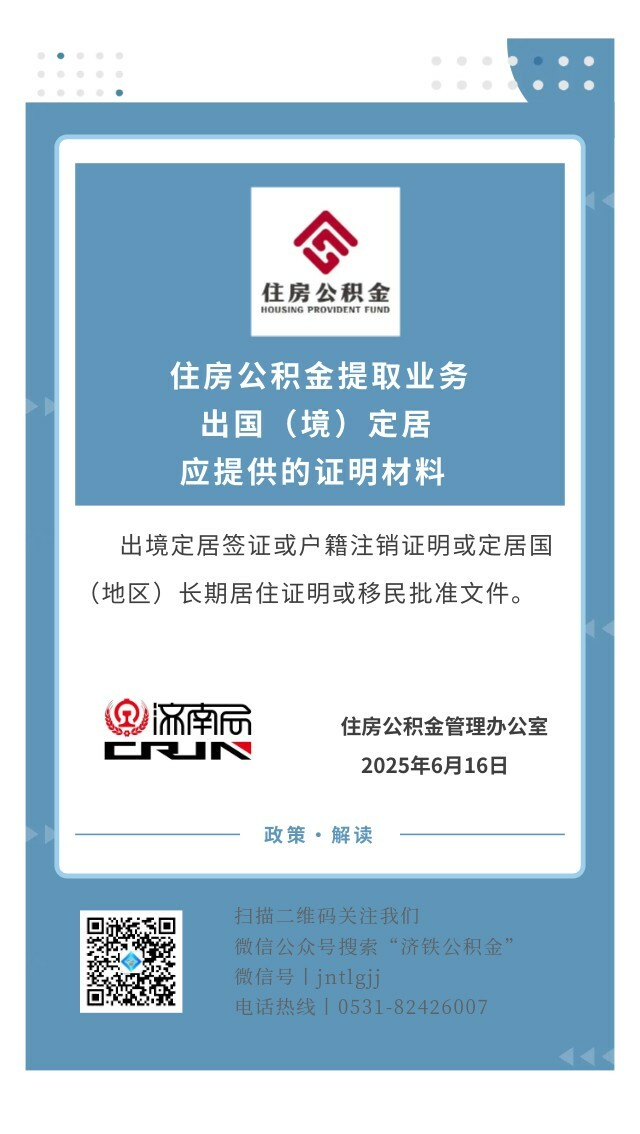 住房公积金
HOUSING PROVIDENT FUND
住房公积金提取业务
出国（境）定居
应提供的证明材料
出境定居签证或户籍注销证明或定居国
（地区）长期居住证明或移民批准文件。
济南局
CRJN
住房公积金管理办公室
2025年6月16日
政策·解读
扫描二维码关注我们
微信公众号搜索“济铁公积金”
微信号丨jntlgjj
电话热线丨0531-82426007